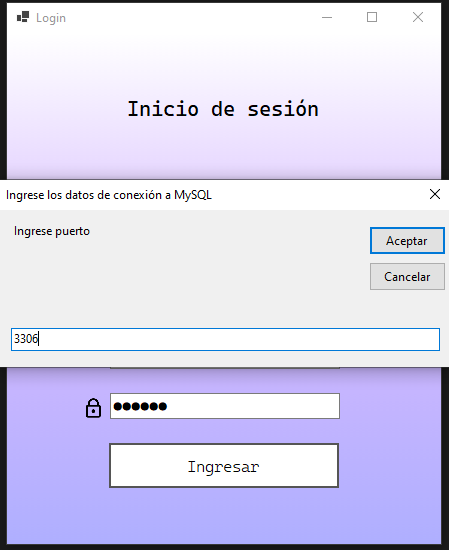 Login
Inicio de sesión
Ingrese los datos de conexión a MySQL
Ingrese puerto
Aceptar
Cancelar
3306
●●●●●●
Ingresar